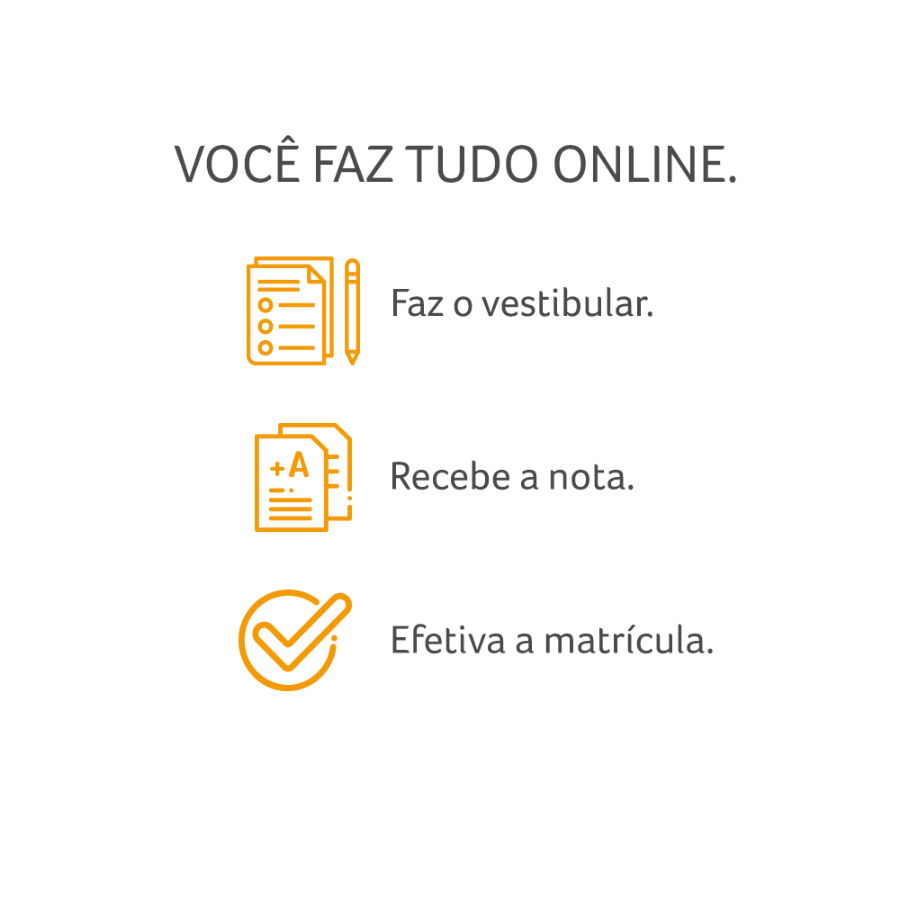 VOCÊ FAZ TUDO ONLINE.
Faz o vestibular.
+A
Recebe a nota.
Efetiva a matrícula.